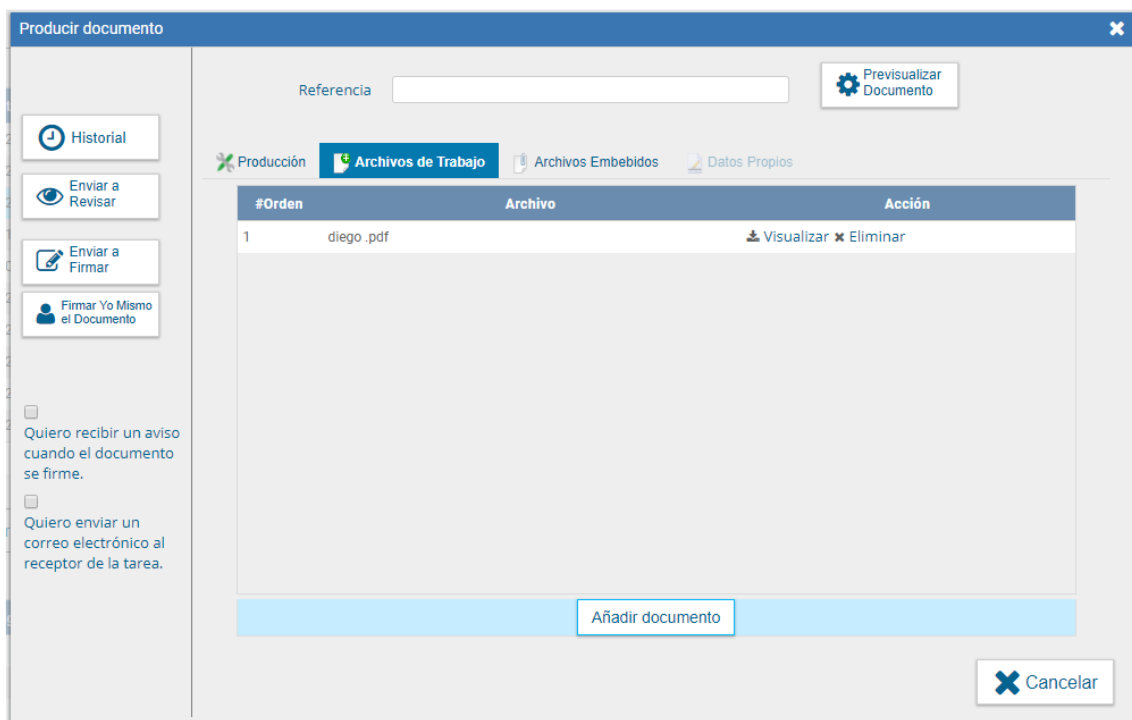 Producir documento
Referencia
Previsualizar
Documento
Historial
Enviar a
Revisar
Enviar a
Firmar
Firmar Yo Mismo
el Documento
Quiero recibir un aviso
cuando el documento
se firme.
Quiero enviar un
correo electrónico al
receptor de la tarea.
Producción
Archivos de Trabajo
Archivos Embebidos
Datos Propios
#Orden Archivo Acción
1 diego .pdf Visualizar Eliminar
Añadir documento
Cancelar